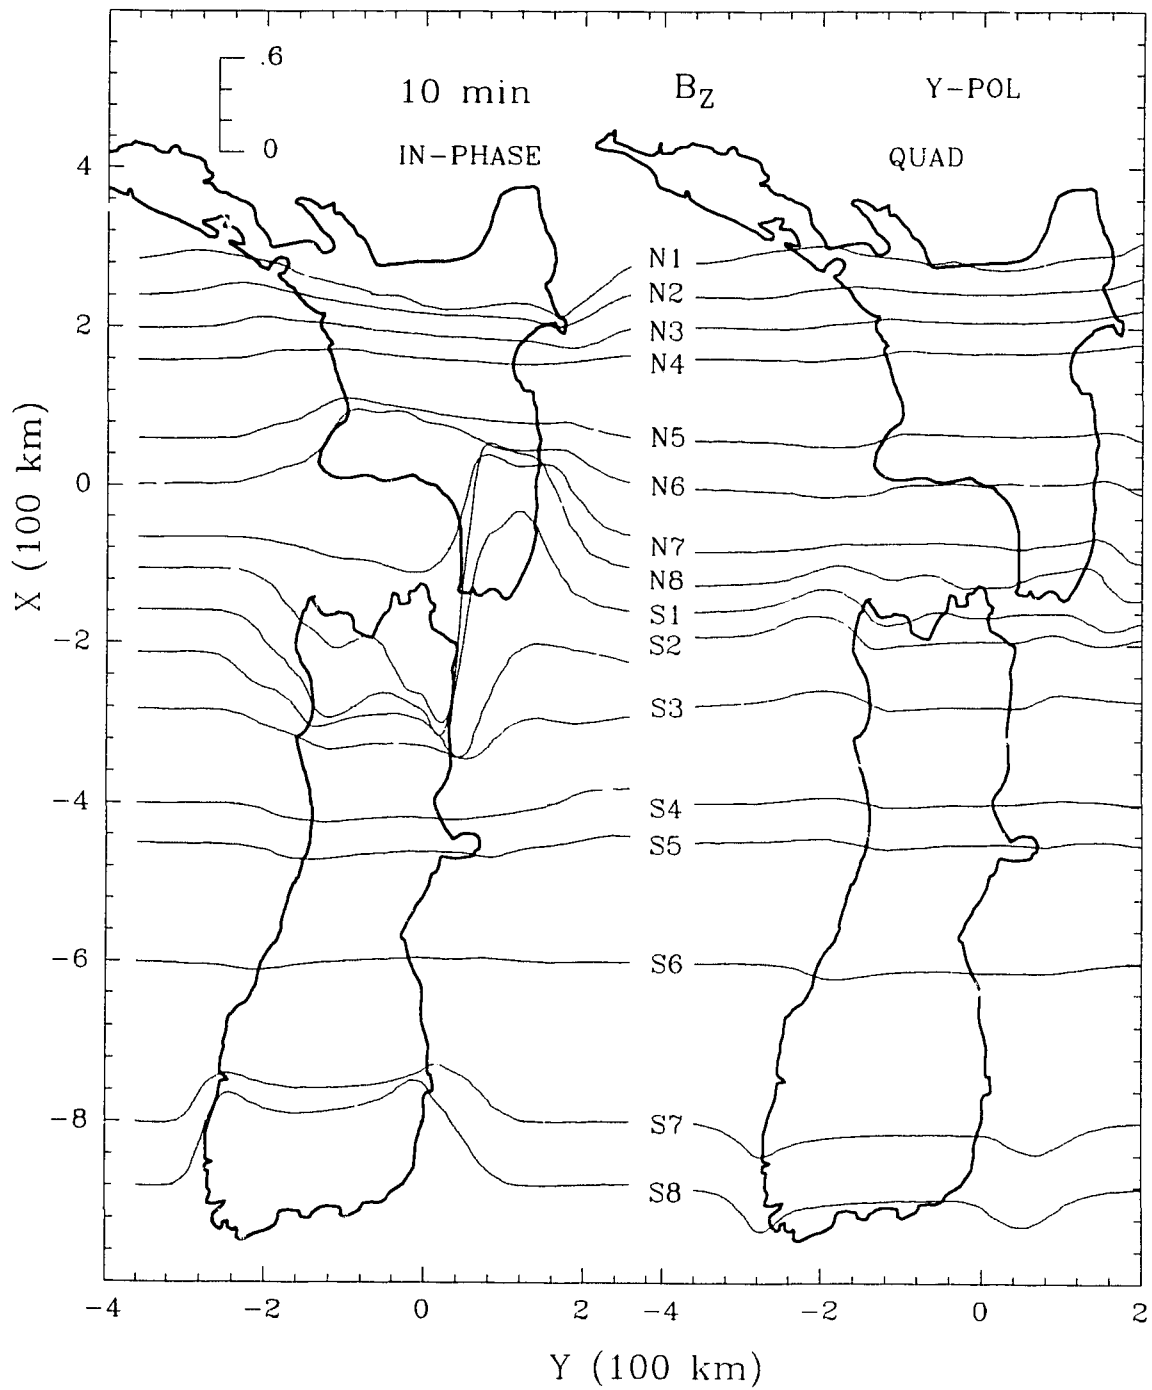 .6
10 min
B_Z
Y-POL
0
IN-PHASE
QUAD
4
N1
N2
2
N3
N4
N5
0
N6
N7
N8
S1
-2
S2
S3
-4
S4
S5
-6
S6
-8
S7
S8
X (100 km)
-4
-2
0
-4
-2
0
2
Y (100 km)